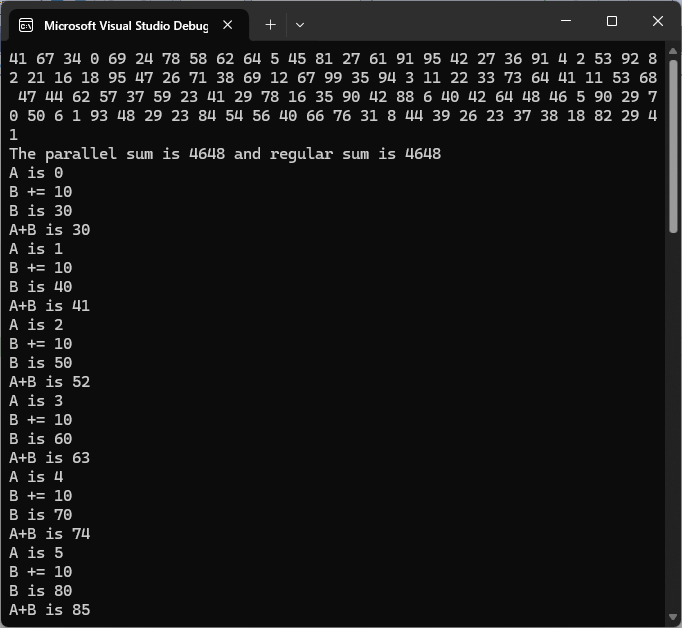 Microsoft Visual Studio Debug
41 67 34 0 69 24 78 58 62 64 5 45 81 27 61 91 95 42 27 36 91 4 2 53 92 8
2 21 16 18 95 47 26 71 38 69 12 67 99 35 94 3 11 22 33 73 64 41 11 53 68
47 44 62 57 37 59 23 41 29 78 16 35 90 42 88 6 40 42 64 48 46 5 90 29 7
0 50 6 1 93 48 29 23 84 54 56 40 66 76 31 8 44 39 26 23 37 38 18 82 29 4
1
The parallel sum is 4648 and regular sum is 4648
A is 0
B += 10
B is 30
A+B is 30
A is 1
B += 10
B is 40
A+B is 41
A is 2
B += 10
B is 50
A+B is 52
A is 3
B += 10
B is 60
A+B is 63
A is 4
B += 10
B is 70
A+B is 74
A is 5
B += 10
B is 80
A+B is 85